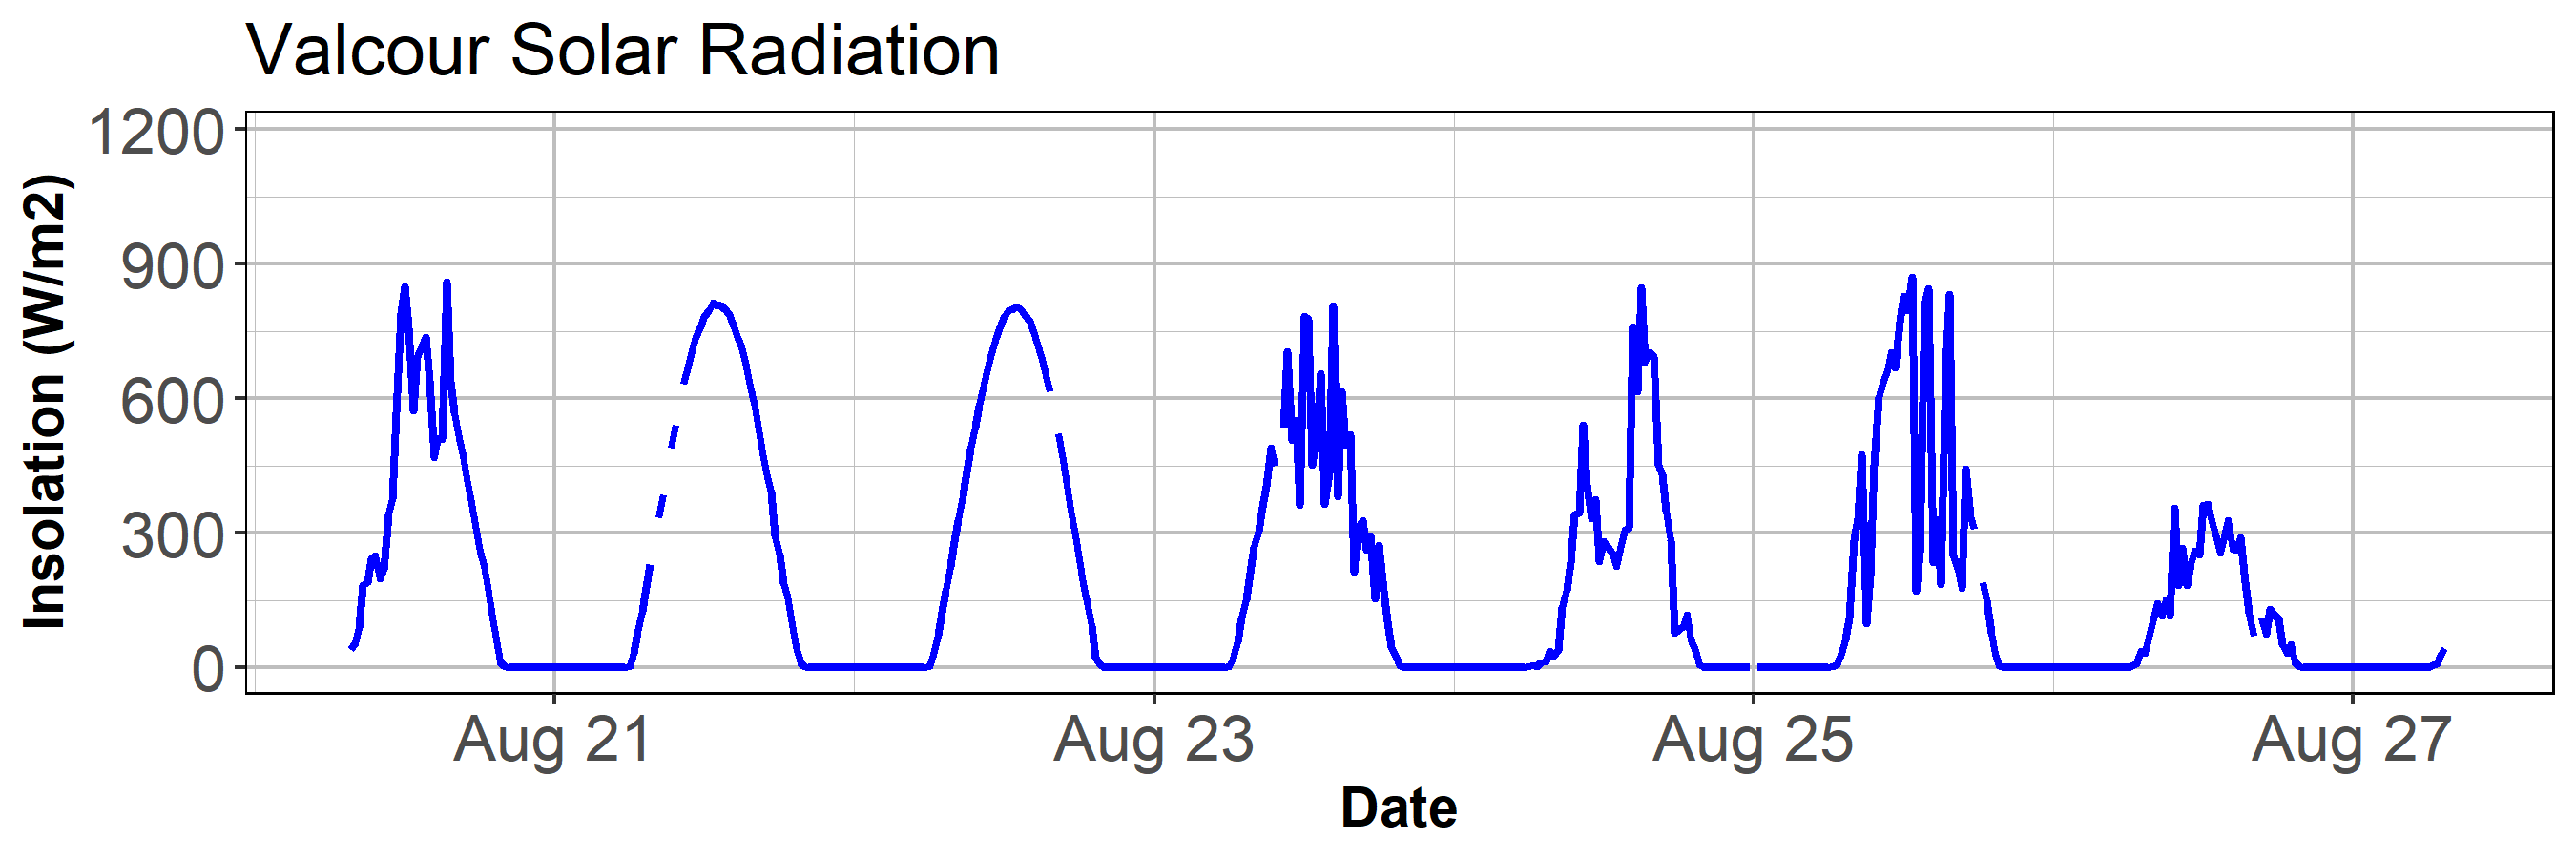 Valcour Solar Radiation
1200
900
600
300
0
Insolation (W/m2)
Aug 21 Aug 23 Aug 25 Aug 27
Date